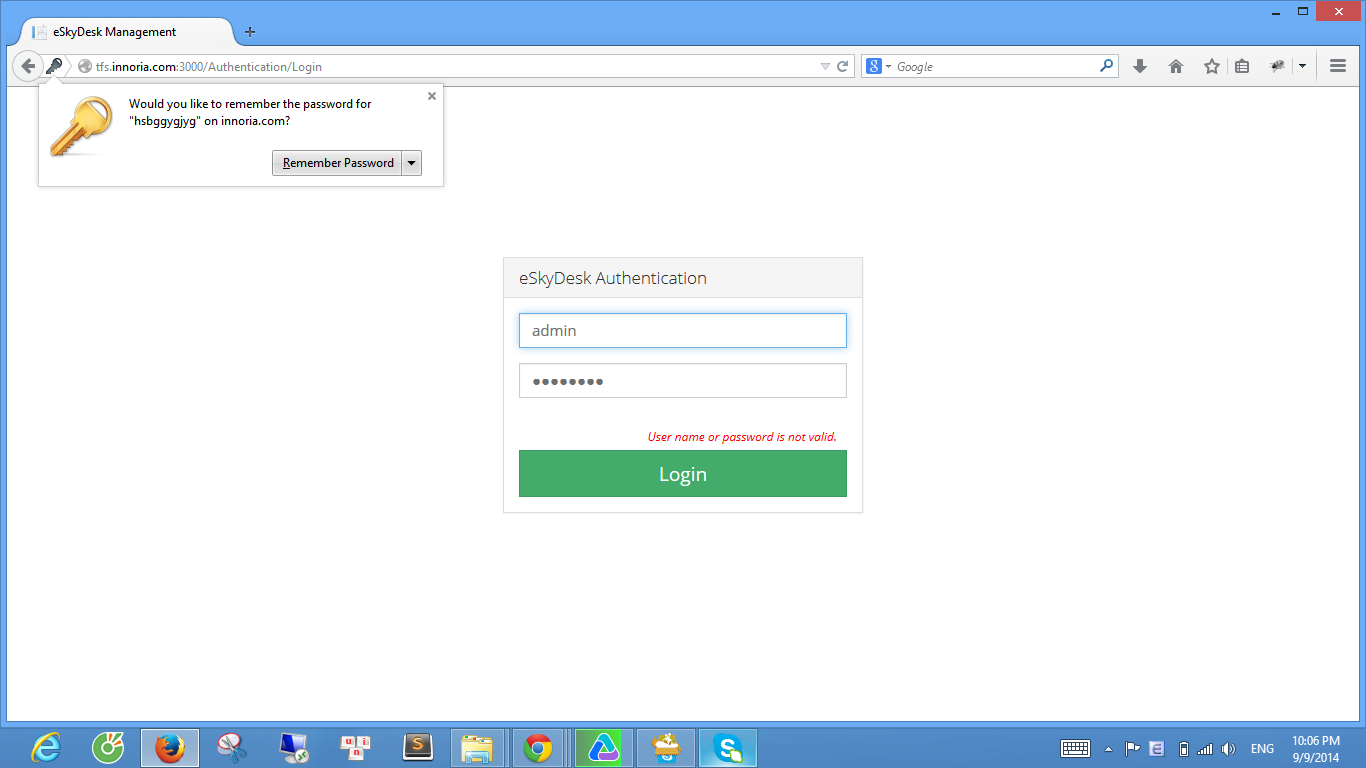 eSkyDesk Management
tfs.innoria.com:3000/Authentication/Login
Google
Would you like to remember the password for
"hsbggygjyg" on innoria.com?
Remember Password
eSkyDesk Authentication
admin
User name or password is not valid.
Login
ENG
10:06 PM
9/9/2014